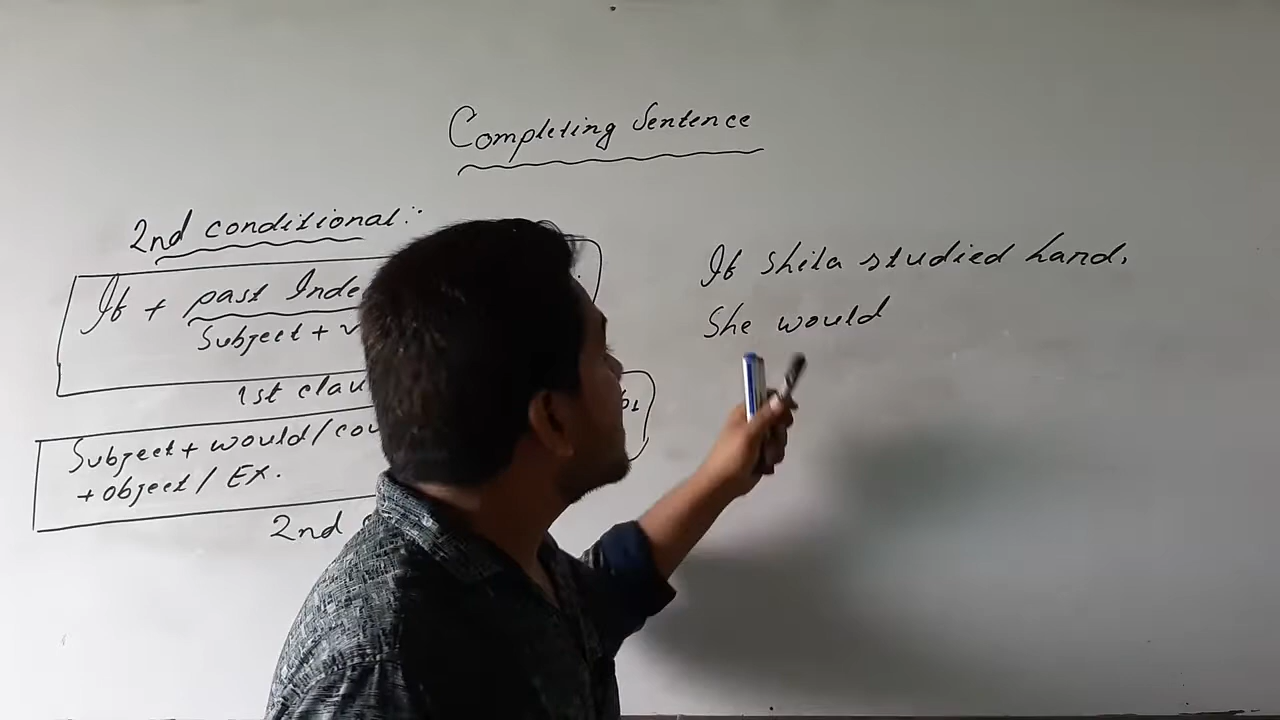 Completing Sentence
2nd conditional:
If + past Inde
Subject + v
1st clau
Subject + would/cou
+ object / Ex.
2nd
If Shila studied hard,
She would